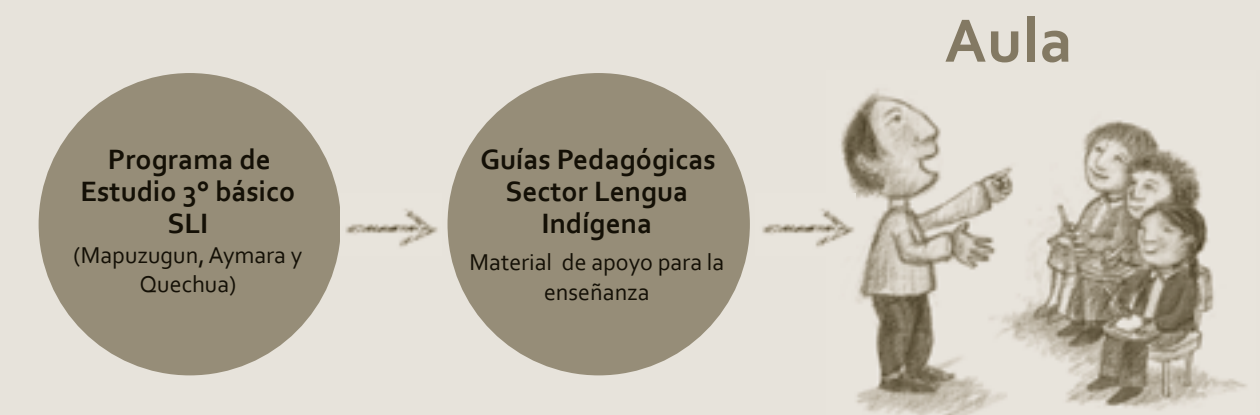 Aula
Programa de
Estudio 3º básico
SLI
(Mapuzugun, Aymara y
Quechua)
Guías Pedagógicas
Sector Lengua
Indígena
Material de apoyo para la
enseñanza